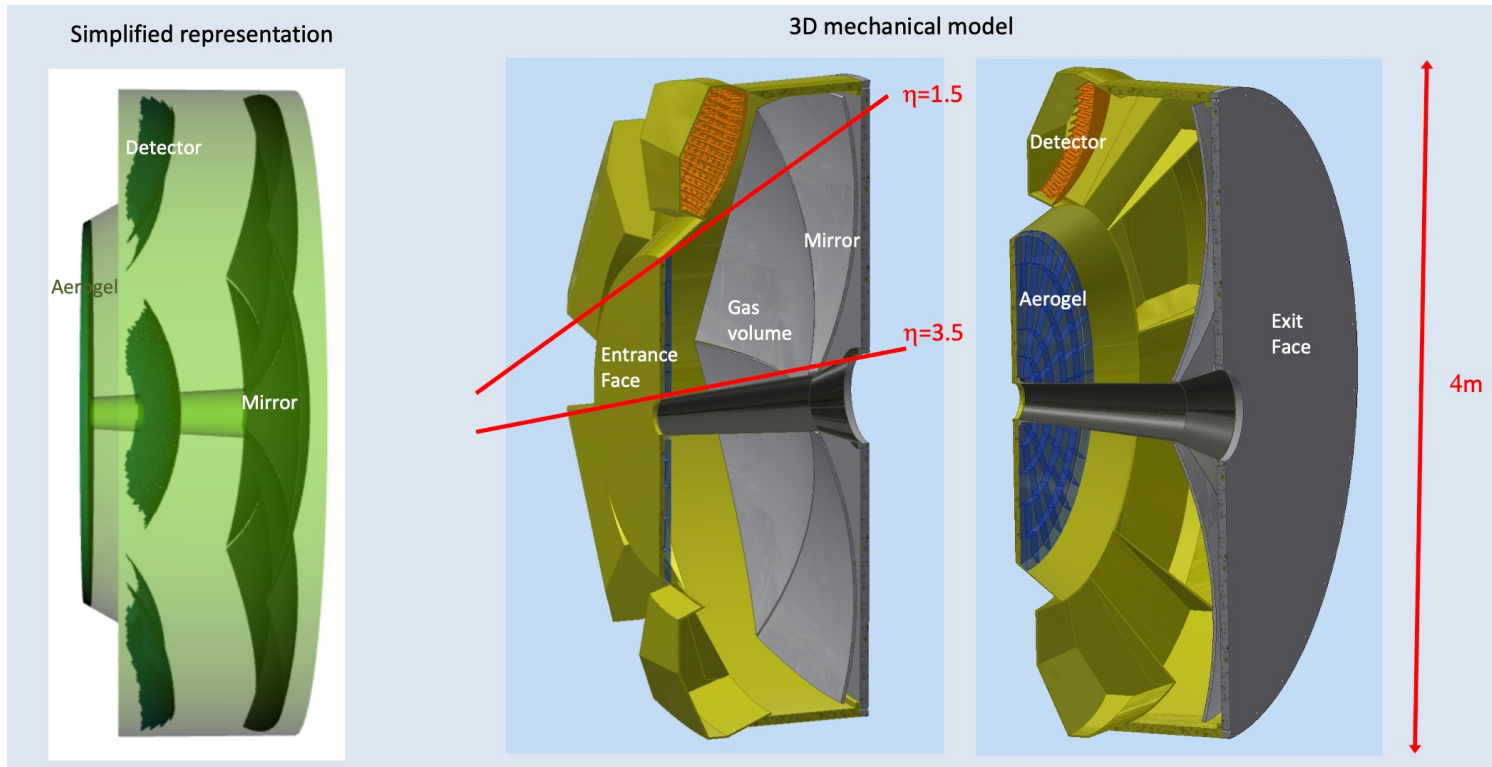 Simplified representation
3D mechanical model
Detector
Aerogel
Mirror
η=1.5
Mirror
Gas
volume
η=3.5
Entrance
Face
Detector
Aerogel
Exit
Face
4m